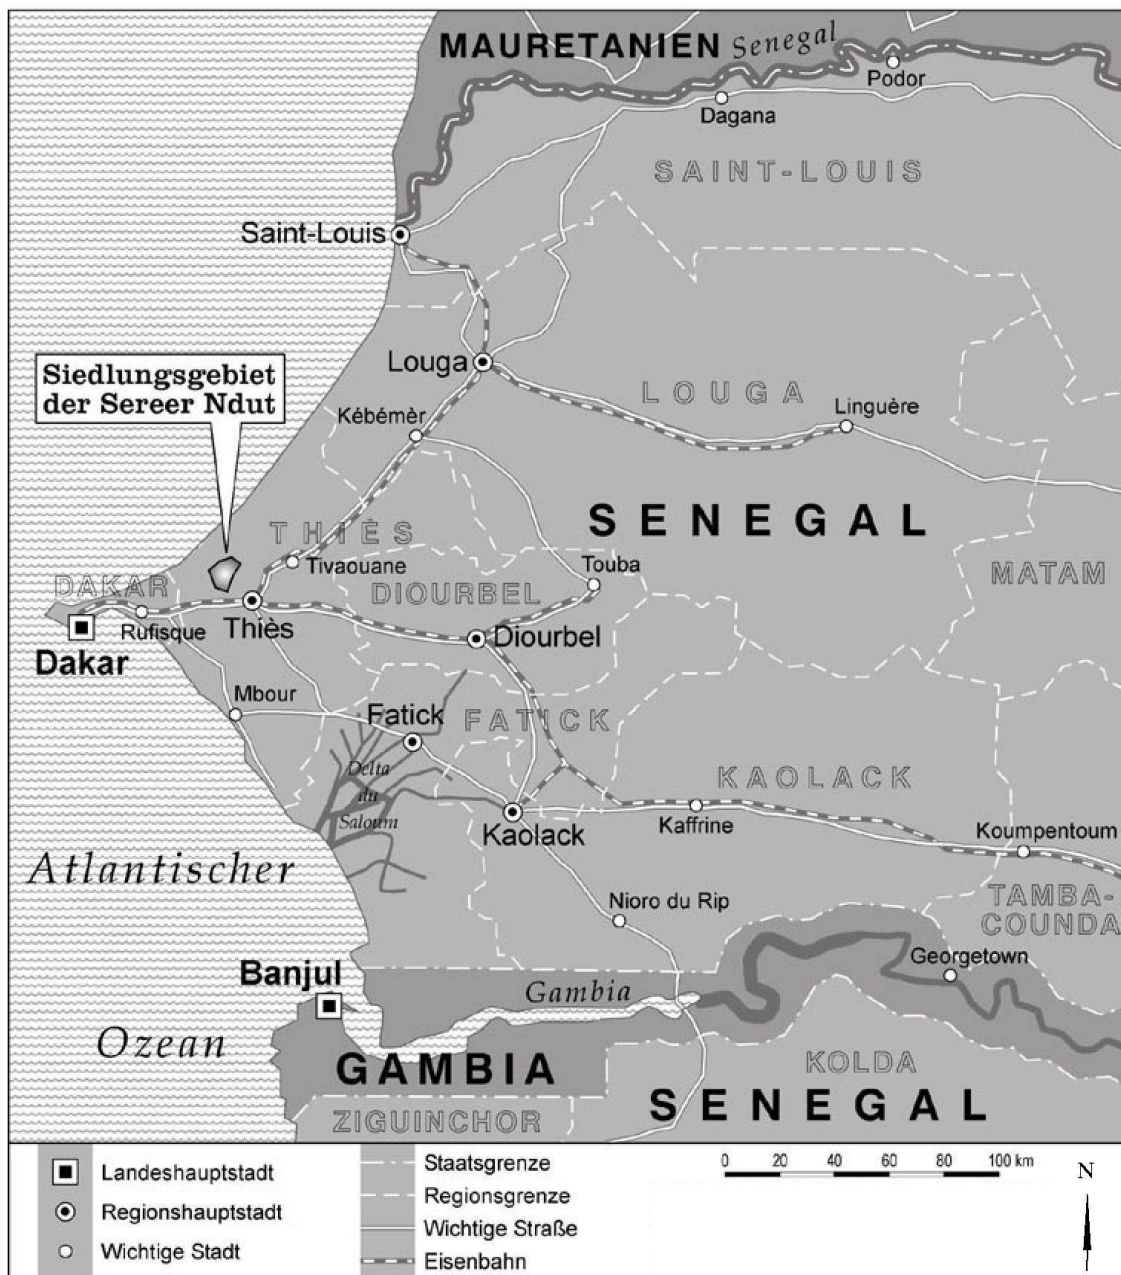 MAURETANIEN
Senegal
Podor
Dagana
SAINT-LOUIS
Saint-Louis
Louga
LOUGA
Linguère
Siedlungsgebiet
der Sereer Ndut
Kébémèr
SENEGAL
THIÈS
Tivaouane
Touba
DAKAR
DIOURBEL
MATAM
Rufisque
Thiès
Diourbel
Dakar
Mbour
Fatick
FATICK
Delta
du
Saloum
KAOLACK
Kaolack
Kaffrine
Koumpentoum
Atlantischer
Nioro du Rip
TAMBA-
COUNDA
Georgetown
Banjul
Gambia
Ozean
GAMBIA
KOLDA
SENEGAL
ZIGUINCHOR
Landeshauptstadt
Regionshauptstadt
Wichtige Stadt
Staatsgrenze
Regionsgrenze
Wichtige Straße
Eisenbahn
0 20 40 60 80 100 km
N